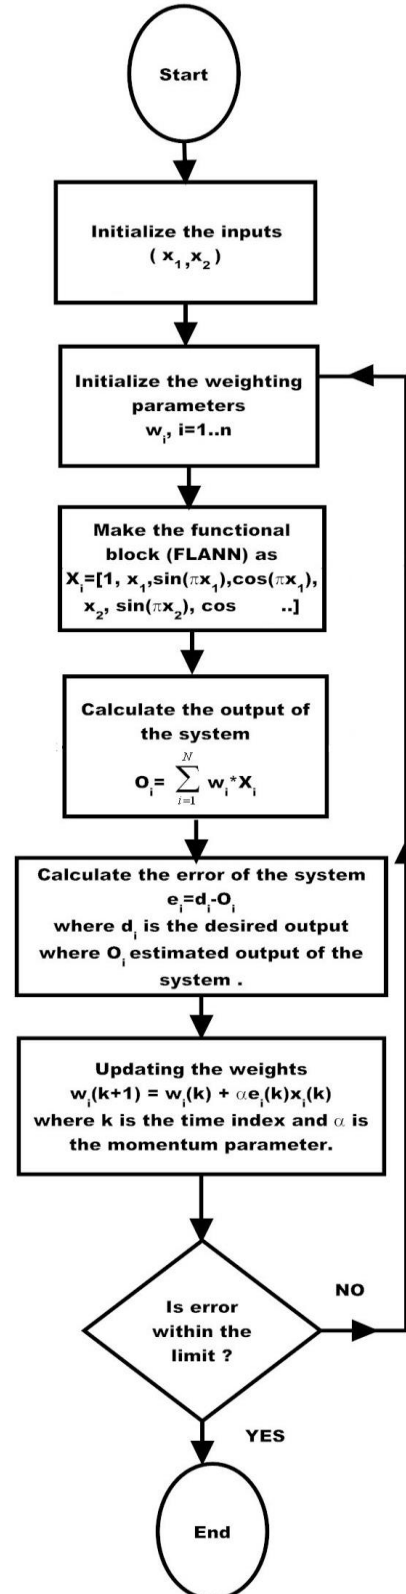 Start
Initialize the inputs
( x₁,x₂ )
Initialize the weighting
parameters
wᵢ, i=1..n
Make the functional
block (FLANN) as
Xᵢ=[1, x₁,sin(πx₁),cos(πx₁),
x₂, sin(πx₂), cos ..]
Calculate the output of
the system
N
Oᵢ= ∑ wᵢ*Xᵢ
i=1
Calculate the error of the system
eᵢ=dᵢ-Oᵢ
where dᵢ is the desired output
where Oᵢ estimated output of the
system .
Updating the weights
wᵢ(k+1) = wᵢ(k) + αeᵢ(k)xᵢ(k)
where k is the time index and α is
the momentum parameter.
Is error
within the
limit ?
NO
YES
End